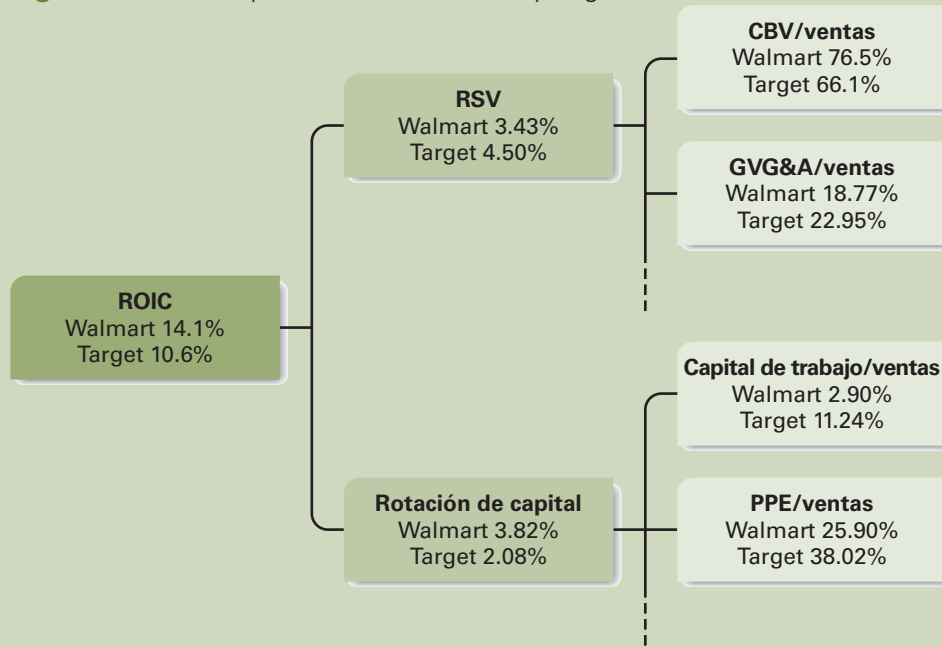 ROIC
Walmart 14.1%
Target 10.6%
RSV
Walmart 3.43%
Target 4.50%
CBV/ventas
Walmart 76.5%
Target 66.1%
GVG&A/ventas
Walmart 18.77%
Target 22.95%
Rotación de capital
Walmart 3.82%
Target 2.08%
Capital de trabajo/ventas
Walmart 2.90%
Target 11.24%
PPE/ventas
Walmart 25.90%
Target 38.02%